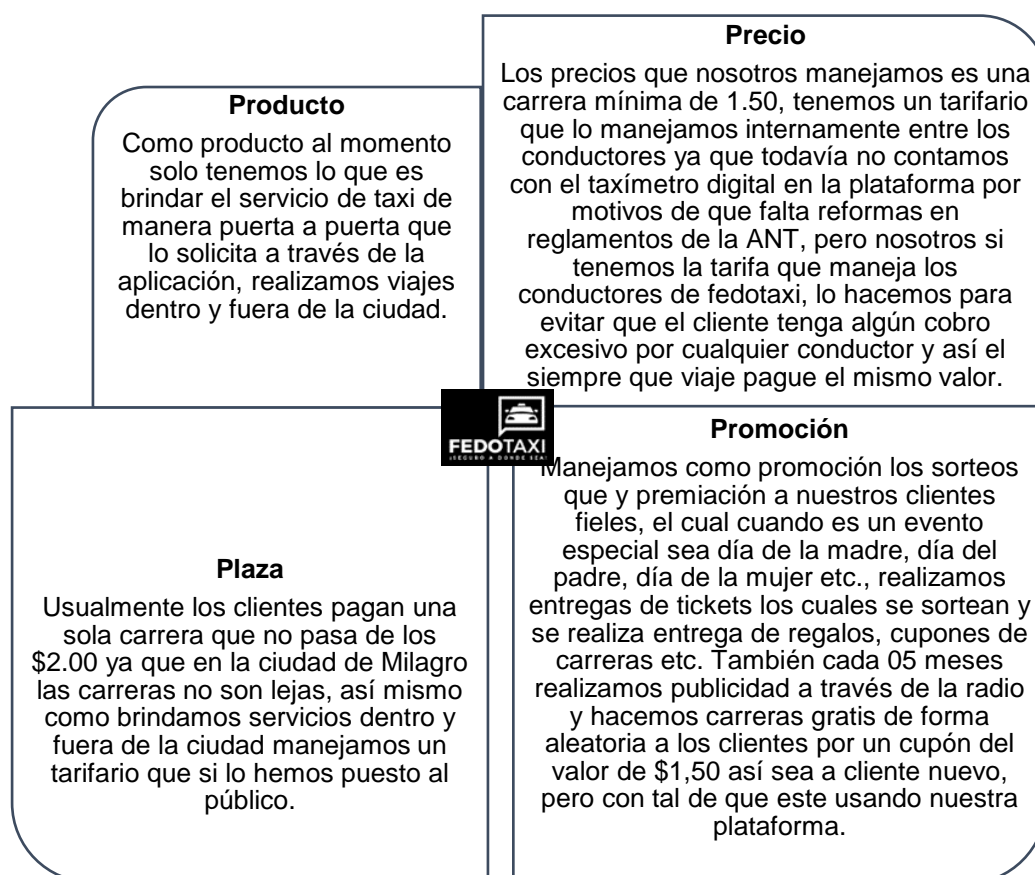 Producto
Como producto al momento
solo tenemos lo que es
brindar el servicio de taxi de
manera puerta a puerta que
lo solicita a través de la
aplicación, realizamos viajes
dentro y fuera de la ciudad.
Precio
Los precios que nosotros manejamos es una
carrera mínima de 1.50, tenemos un tarifario
que lo manejamos internamente entre los
conductores ya que todavía no contamos
con el taxímetro digital en la plataforma por
motivos de que falta reformas en
reglamentos de la ANT, pero nosotros si
tenemos la tarifa que maneja los
conductores de fedotaxi, lo hacemos para
evitar que el cliente tenga algún cobro
excesivo por cualquier conductor y así el
siempre que viaje pague el mismo valor.
FEDOTAXI
¡SEGURO A DONDE SEA!
Plaza
Usualmente los clientes pagan una
sola carrera que no pasa de los
$2.00 ya que en la ciudad de Milagro
las carreras no son lejas, así mismo
como brindamos servicios dentro y
fuera de la ciudad manejamos un
tarifario que si lo hemos puesto al
público.
Promoción
Manejamos como promoción los sorteos
que y premiación a nuestros clientes
fieles, el cual cuando es un evento
especial sea día de la madre, día del
padre, día de la mujer etc., realizamos
entregas de tickets los cuales se sortean y
se realiza entrega de regalos, cupones de
carreras etc. También cada 05 meses
realizamos publicidad a través de la radio
y hacemos carreras gratis de forma
aleatoria a los clientes por un cupón del
valor de $1,50 así sea a cliente nuevo,
pero con tal de que este usando nuestra
plataforma.